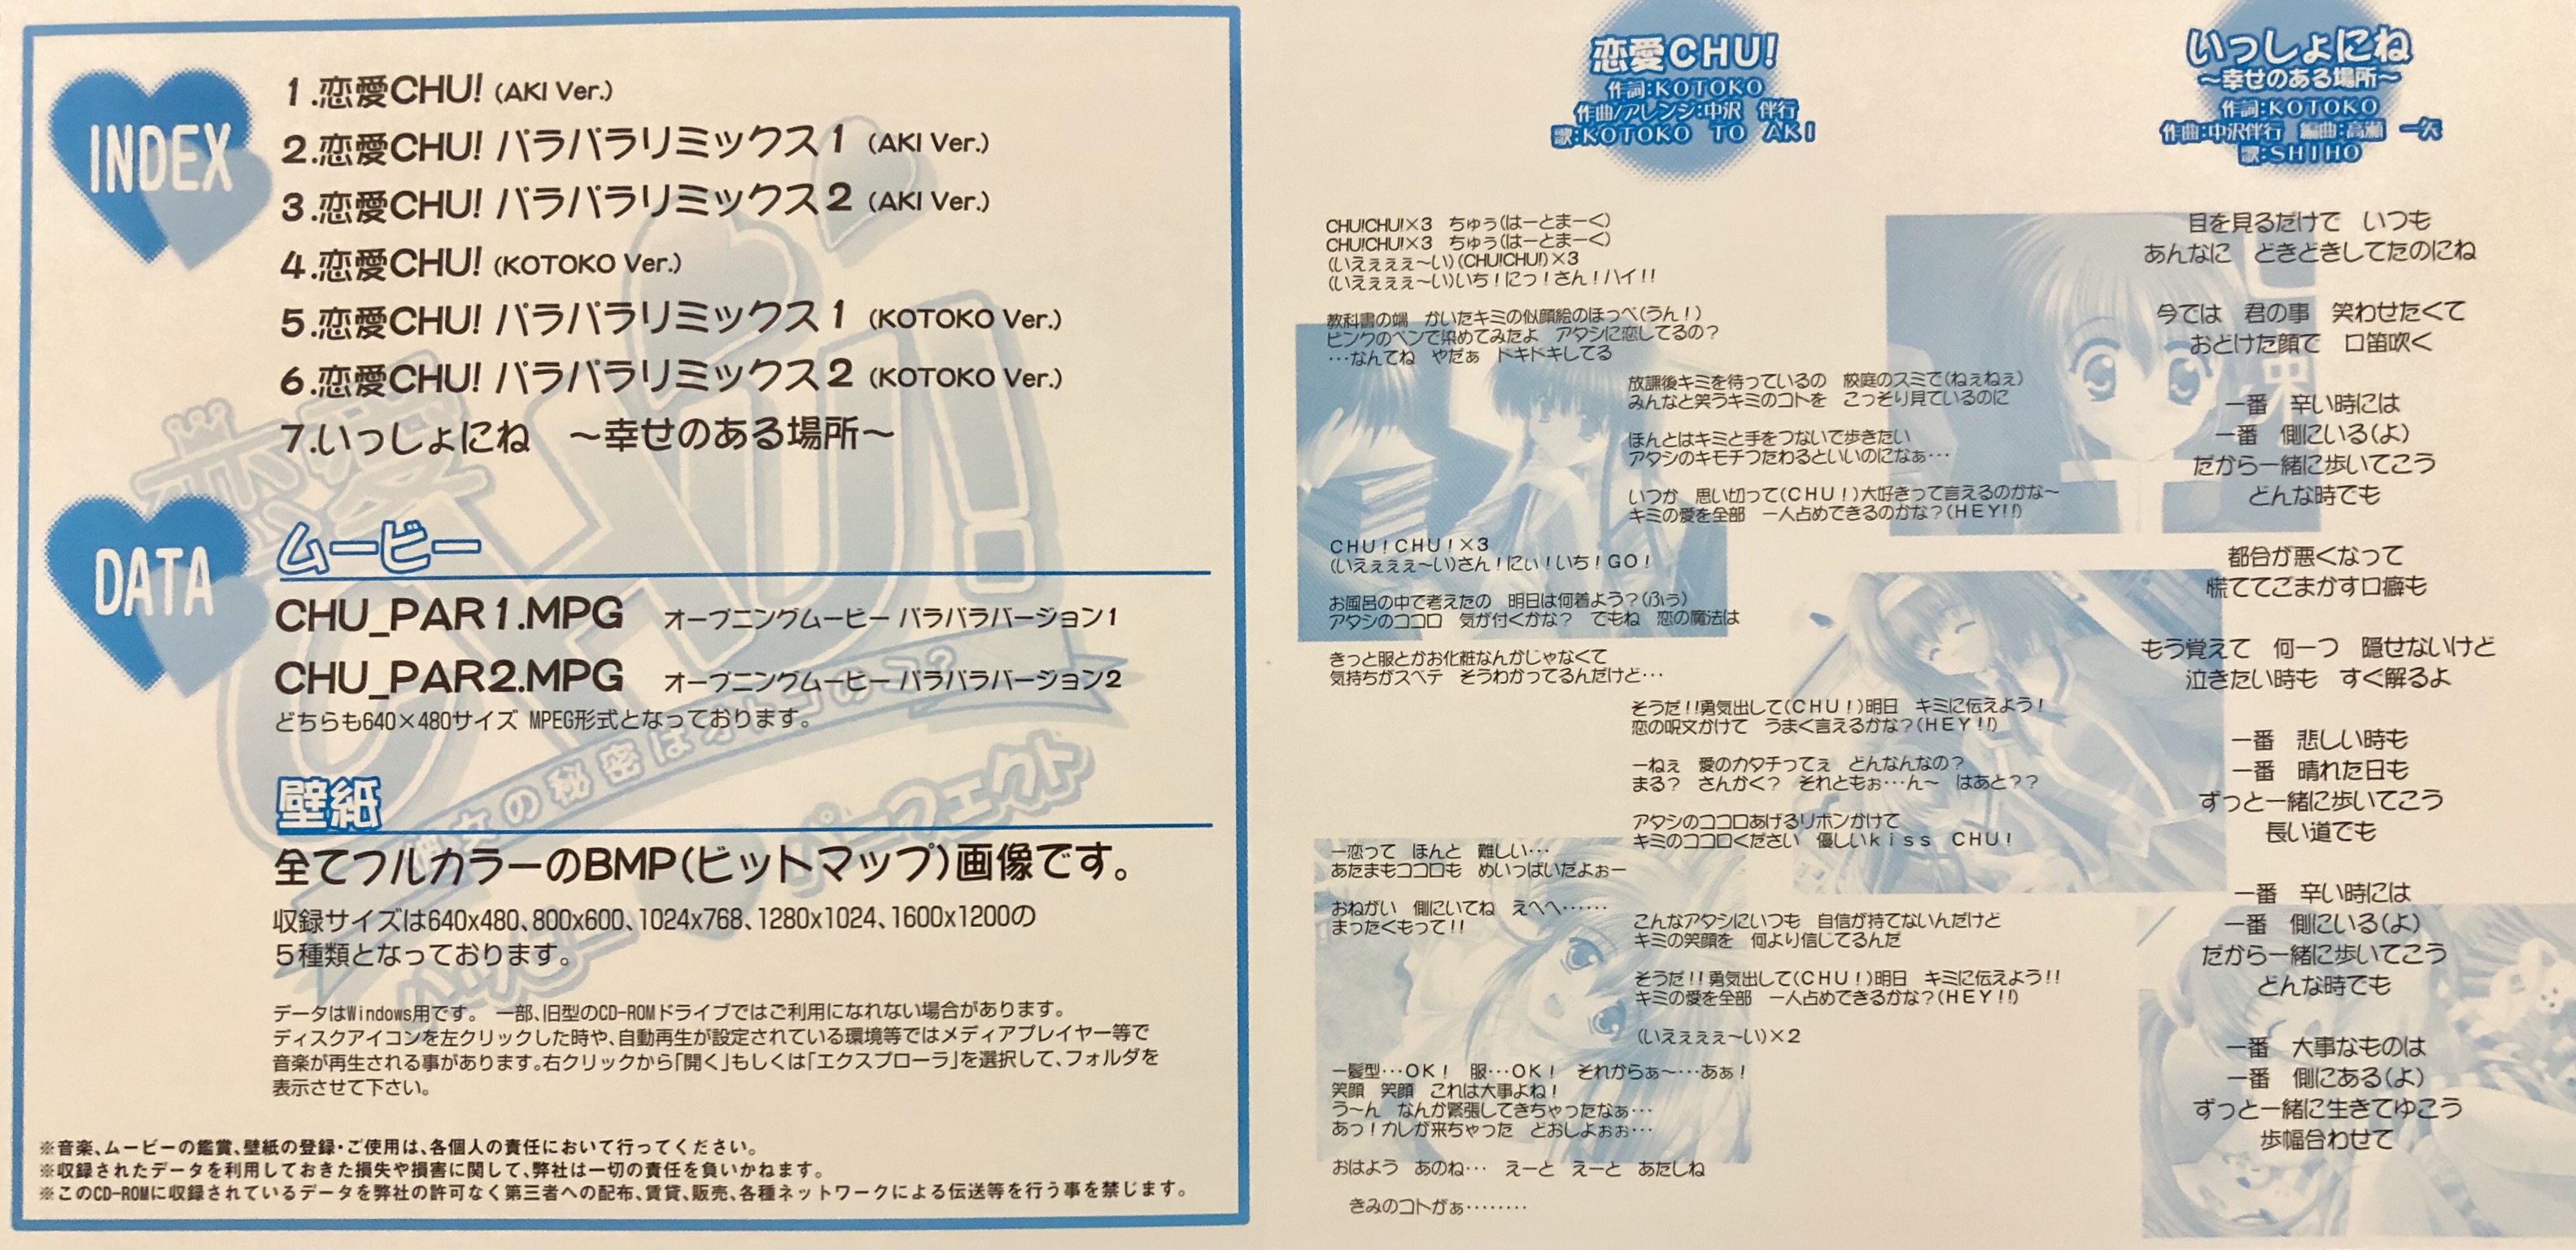 INDEX
1.恋愛CHU! (AKI Ver.)
2.恋愛CHU! パラパラリミックス1 (AKI Ver.)
3.恋愛CHU! パラパラリミックス2 (AKI Ver.)
4.恋愛CHU! (KOTOKO Ver.)
5.恋愛CHU! パラパラリミックス1 (KOTOKO Ver.)
6.恋愛CHU! パラパラリミックス2 (KOTOKO Ver.)
7.いっしょにね　～幸せのある場所～
DATA
ムービー
CHU_PAR1.MPG　オープニングムービー パラパラバージョン1
CHU_PAR2.MPG　オープニングムービー パラパラバージョン2
どちらも640×480サイズ MPEG形式となっております。
壁紙
全てフルカラーのBMP(ビットマップ)画像です。
収録サイズは640x480、800x600、1024x768、1280x1024、1600x1200の
５種類となっております。
データはWindows用です。 一部、旧型のCD-ROMドライブではご利用になれない場合があります。
ディスクアイコンを左クリックした時や、自動再生が設定されている環境等ではメディアプレイヤー等で
音楽が再生される事があります。右クリックから「開く」もしくは「エクスプローラ」を選択して、フォルダを
表示させて下さい。
※音楽、ムービーの鑑賞、壁紙の登録・ご使用は、各個人の責任において行ってください。
※収録されたデータを利用しておきた損失や損害に関して、弊社は一切の責任を負いかねます。
※このCD-ROMに収録されているデータを弊社の許可なく第三者への配布、賃貸、販売、各種ネットワークによる伝送等を行う事を禁じます。
恋愛CHU!
作詞:KOTOKO
作曲/アレンジ:中沢　伴行
歌:KOTOKO　TO　AKI
CHU!CHU!×3　ちゅぅ(はーとまーく)
CHU!CHU!×3　ちゅぅ(はーとまーく)
(いえぇぇぇ～い)(CHU!CHU!)×3
(いえぇぇぇ～い)いち！にっ！さん！ハイ！！
教科書の端　かいたキミの似顔絵のほっぺ(うん！)
ピンクのペンで染めてみたよ　アタシに恋してるの？
…なんてね　やだぁ　ドキドキしてる
放課後キミを待っているの　校庭のスミで(ねぇねぇ)
みんなと笑うキミのコトを　こっそり見ているのに
ほんとはキミと手をつないで歩きたい
アタシのキモチつたわるといいのになぁ…
いつか　思い切って(ＣＨＵ！)大好きって言えるのかな～
キミの愛を全部　一人占めできるのかな？(ＨＥＹ！！)
ＣＨＵ！ＣＨＵ！×３
(いえぇぇぇ～い)さん！にぃ！いち！ＧＯ！
お風呂の中で考えたの　明日は何着よう？(ふぅ)
アタシのココロ　気が付くかな？　でもね　恋の魔法は
きっと服とかお化粧なんかじゃなくて
気持ちがスベテ　そうわかってるんだけど…
そうだ！！勇気出して(ＣＨＵ！)明日　キミに伝えよう！
恋の呪文かけて　うまく言えるかな？(ＨＥＹ！！)
―ねぇ　愛のカタチってぇ　どんなんなの？
まる？　さんかく？　それともぉ…ん～　はあと？？
アタシのココロあげるリボンかけて
キミのココロください　優しいｋｉｓｓ　ＣＨＵ！
―恋って　ほんと　難しい…
あたまもココロも　めいっぱいだよぉー
おねがい　側にいてね　えへへ……
まったくもって！！
こんなアタシにいつも　自信が持てないんだけど
キミの笑顔を　何より信じてるんだ
そうだ！！勇気出して(ＣＨＵ！)明日　キミに伝えよう！！
キミの愛を全部　一人占めできるかな？(ＨＥＹ！！)
(いえぇぇぇ～い)×２
―髪型…ＯＫ！　服…ＯＫ！　それからぁ～…あぁ！
笑顔　笑顔　これは大事よね！
う～ん　なんか緊張してきちゃったなぁ…
あっ！カレが来ちゃった　どおしよぉぉ…
おはよう　あのね…　えーと　えーと　あたしね
きみのコトがぁ………
いっしょにね
～幸せのある場所～
作詞:KOTOKO
作曲:中沢伴行　編曲:高瀬　一矢
歌:SHIHO
目を見るだけで　いつも
あんなに　どきどきしてたのにね
今では　君の事　笑わせたくて
おどけた顔で　口笛吹く
一番　辛い時には
一番　側にいる(よ)
だから一緒に歩いてこう
どんな時でも
都合が悪くなって
慌ててごまかす口癖も
もう覚えて　何一つ　隠せないけど
泣きたい時も　すぐ解るよ
一番　悲しい時も
一番　晴れた日も
ずっと一緒に歩いてこう
長い道でも
一番　辛い時には
一番　側にいる(よ)
だから一緒に歩いてこう
どんな時でも
一番　大事なものは
一番　側にある(よ)
ずっと一緒に生きてゆこう
歩幅合わせて